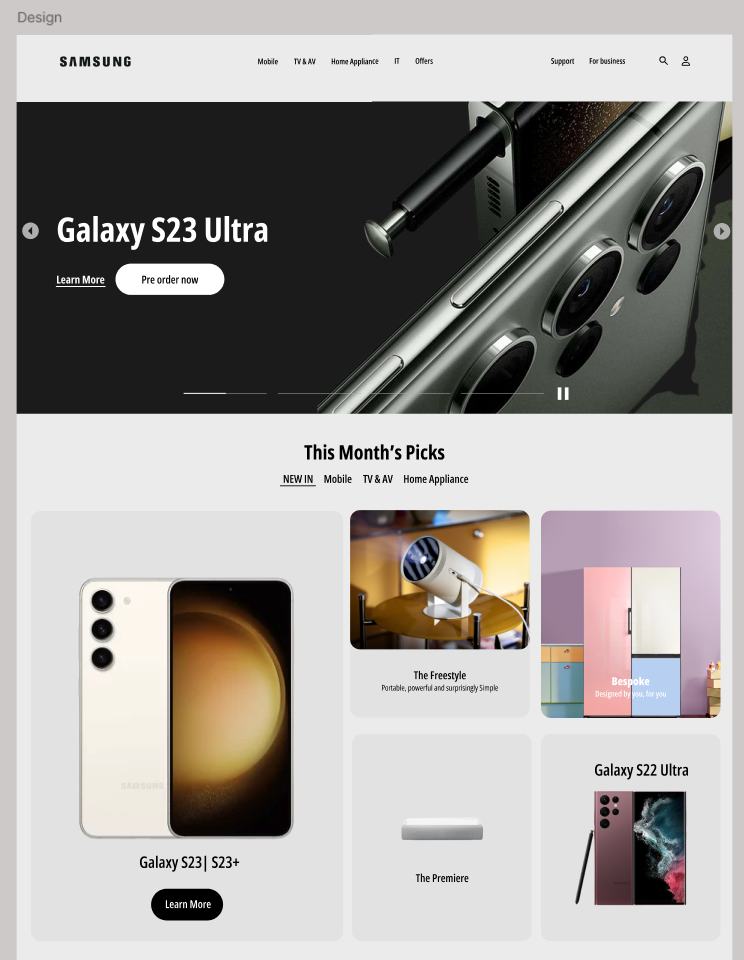 Design
SAMSUNG
Mobile TV & AV Home Appliance IT Offers
Support For business
Galaxy S23 Ultra
Learn More Pre order now
This Month's Picks
NEW IN Mobile TV & AV Home Appliance
SAMSUNG
Galaxy S23| S23+
Learn More
The Freestyle
Portable, powerful and surprisingly Simple
Bespoke
Designed by you, for you
The Premiere
Galaxy S22 Ultra